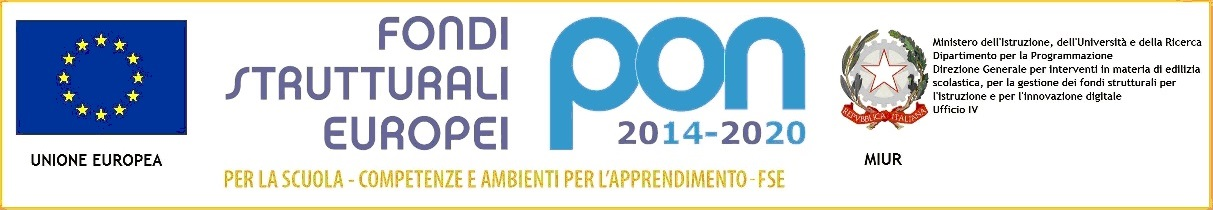 UNIONE EUROPEA
FONDI
STRUTTURALI
EUROPEI
pon
2014-2020
PER LA SCUOLA - COMPETENZE E AMBIENTI PER L'APPRENDIMENTO-FSE
REPVBBLICA ITALIANA
MIUR
Ministero dell'Istruzione, dell'Università e della Ricerca
Dipartimento per la Programmazione
Direzione Generale per interventi in materia di edilizia
scolastica, per la gestione dei fondi strutturali per
l'Istruzione e per l'Innovazione digitale
Ufficio IV